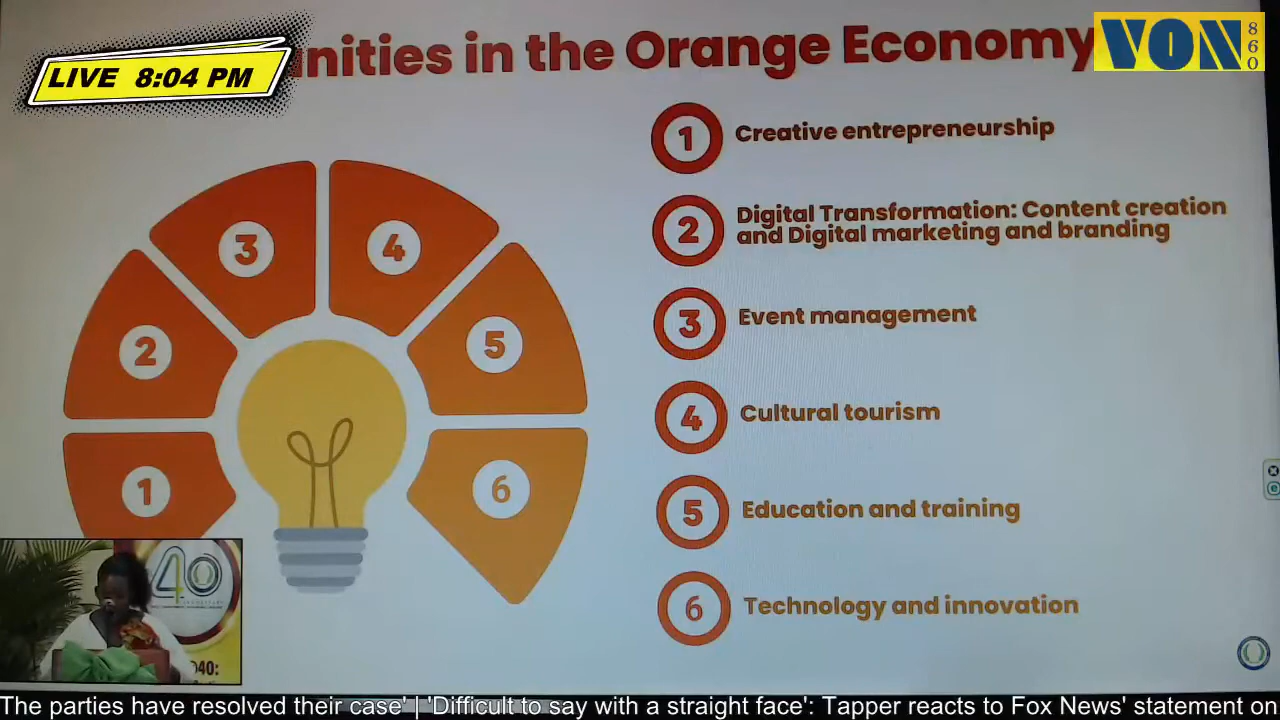 nities in the Orange Economy
VON
860
LIVE 8:04 PM
1 Creative entrepreneurship
2 Digital Transformation: Content creation
and Digital marketing and branding
3 Event management
4 Cultural tourism
5 Education and training
6 Technology and innovation
3
4
2
5
1
6
40
040:
The parties have resolved their case' | 'Difficult to say with a straight face': Tapper reacts to Fox News' statement on